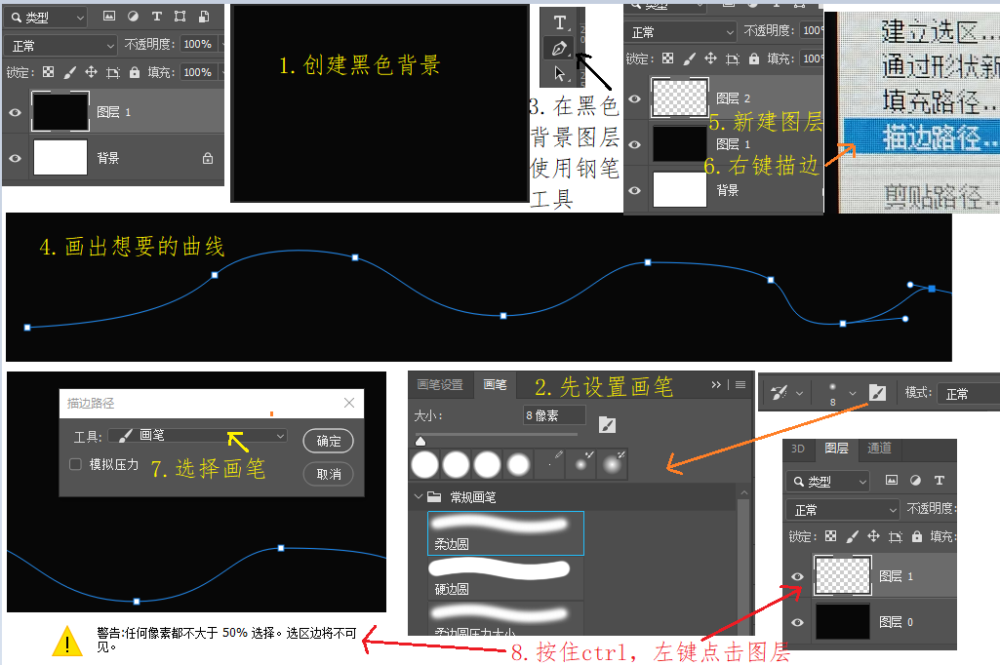 类型
正常
不透明度: 100%
锁定:
填充: 100%
图层 1
背景
1.创建黑色背景
T
3.在黑色
背景图层
使用钢笔
工具
类型
正常
不透明度: 100
锁定:
填充: 100
图层 2
5.新建图层
图层 1
6.右键描边
背景
建立选区...
通过形状新
填充路径...
描边路径...
剪贴路径...
4.画出想要的曲线
描边路径
工具: 画笔
确定
模拟压力
取消
7.选择画笔
警告:任何像素都不大于 50% 选择。选区边将不可
见。
画笔设置 画笔
2.先设置画笔
大小: 8 像素
常规画笔
柔边圆
硬边圆
柔边圆压力大小
8
模式: 正常
3D 图层 通道
类型
正常
不透明度:
锁定:
填充:
图层 1
图层 0
8.按住ctrl，左键点击图层